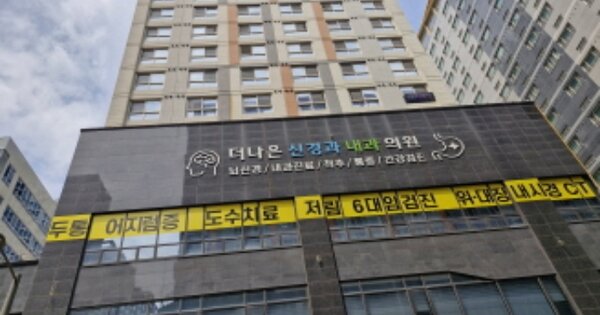 더나은 신경과 내과 의원
뇌신경/내과진료/척추/통증/건강검진
두통 어지럼증 도수치료 저림 6대암검진 위·대장 내시경 CT